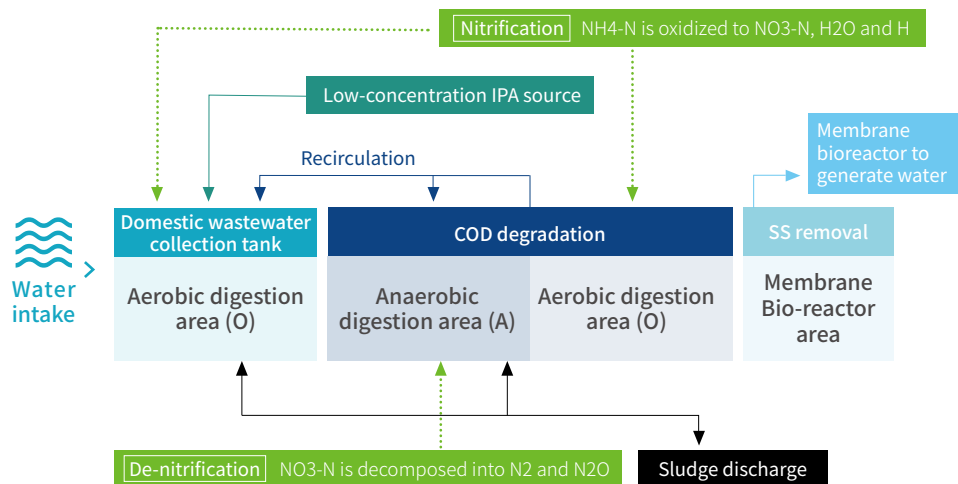 Nitrification NH4-N is oxidized to NO3-N, H2O and H
Low-concentration IPA source
Membrane
bioreactor to
generate water
Recirculation
Domestic wastewater
collection tank
COD degradation
SS removal
Water
intake
Aerobic digestion
area (O)
Anaerobic
digestion area (A)
Aerobic digestion
area (O)
Membrane
Bio-reactor
area
De-nitrification NO3-N is decomposed into N2 and N2O
Sludge discharge